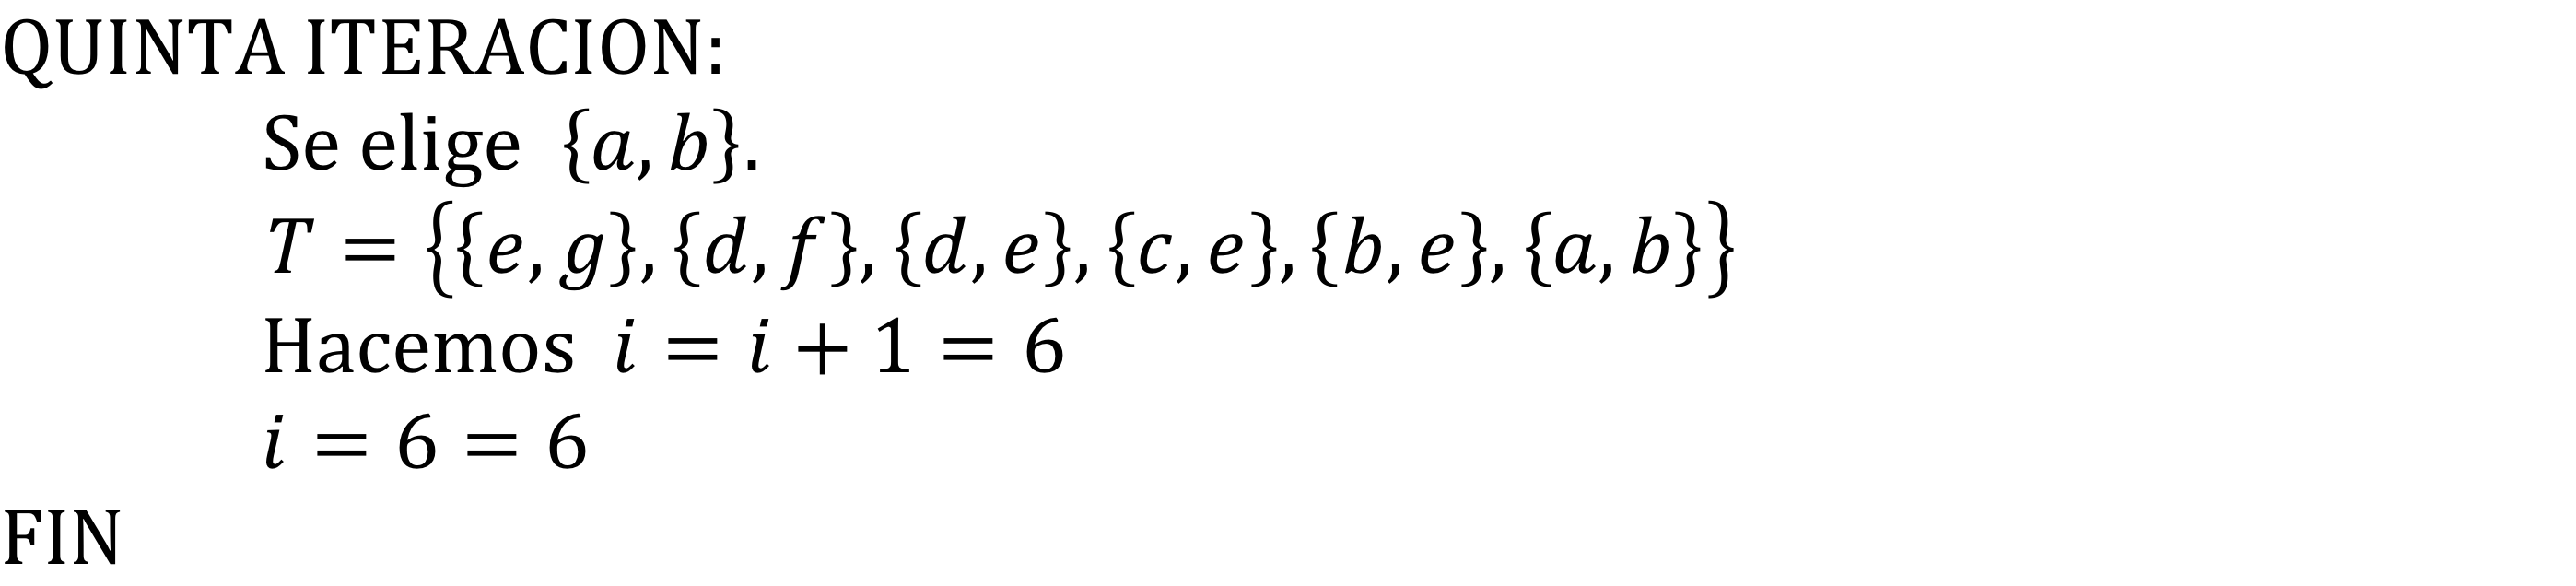 QUINTA ITERACION:
Se elige {a, b}.
T = {{e, g}, {d, f}, {d, e}, {c, e}, {b, e}, {a, b}}
Hacemos i = i + 1 = 6
i = 6 = 6
FIN